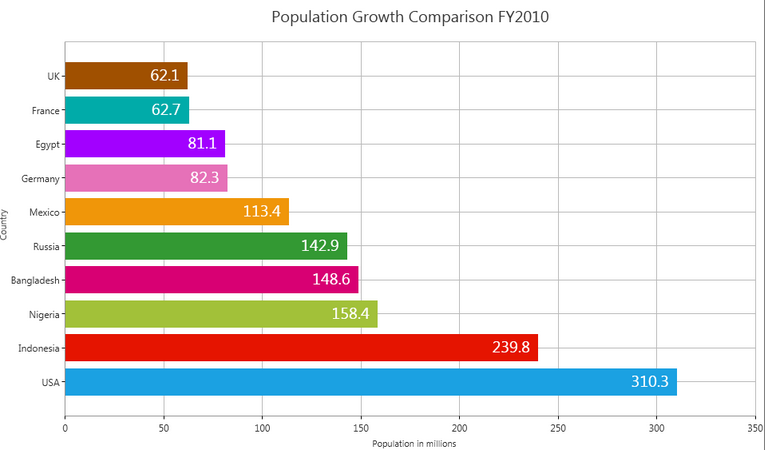 Population Growth Comparison FY2010
Country
UK 62.1
France 62.7
Egypt 81.1
Germany 82.3
Mexico 113.4
Russia 142.9
Bangladesh 148.6
Nigeria 158.4
Indonesia 239.8
USA 310.3
0 50 100 150 200 250 300 350
Population in millions